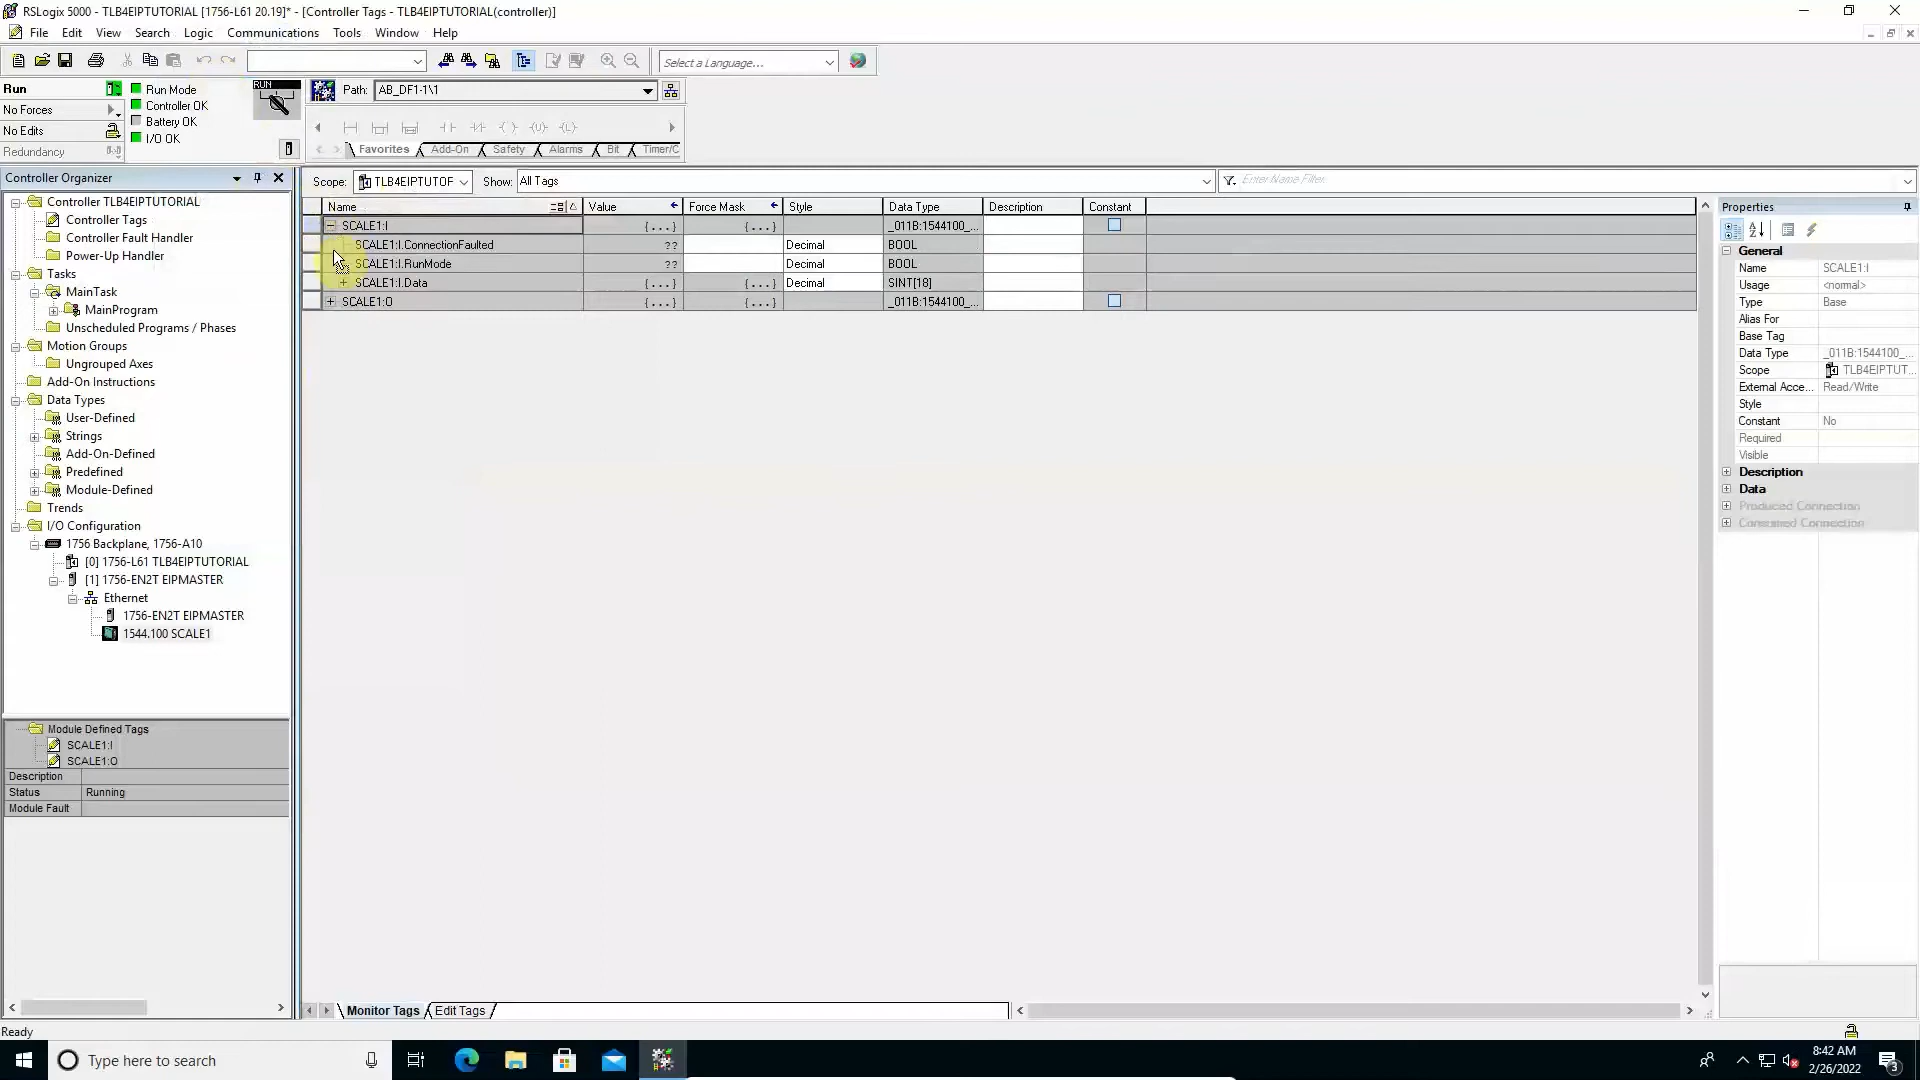 RSLogix 5000 - TLB4EIPTUTORIAL [1756-L61 20.19]* - [Controller Tags - TLB4EIPTUTORIAL(controller)]
File Edit View Search Logic Communications Tools Window Help
Select a Language...
Run
No Forces
No Edits
Redundancy
Run Mode
Controller OK
Battery OK
I/O OK
RUN
Path: AB_DF1-1\1
Favorites Add-On Safety Alarms Bit Timer/C
Controller Organizer
Controller TLB4EIPTUTORIAL
Controller Tags
Controller Fault Handler
Power-Up Handler
Tasks
MainTask
MainProgram
Unscheduled Programs / Phases
Motion Groups
Ungrouped Axes
Add-On Instructions
Data Types
User-Defined
Strings
Add-On-Defined
Predefined
Module-Defined
Trends
I/O Configuration
1756 Backplane, 1756-A10
[0] 1756-L61 TLB4EIPTUTORIAL
[1] 1756-EN2T EIPMASTER
Ethernet
1756-EN2T EIPMASTER
1544.100 SCALE1
Module Defined Tags
SCALE1:I
SCALE1:O
Description
Status Running
Module Fault
Scope: TLB4EIPTUTOF Show: All Tags Enter Name Filter...
Name Value Force Mask Style Data Type Description Constant
SCALE1:I {...} {...} _011B:1544100_...
SCALE1:I.ConnectionFaulted ?? Decimal BOOL
SCALE1:I.RunMode ?? Decimal BOOL
SCALE1:I.Data {...} {...} Decimal SINT[18]
SCALE1:O {...} {...} _011B:1544100_...
Monitor Tags Edit Tags
Properties
General
Name SCALE1:I
Usage <normal>
Type Base
Alias For
Base Tag
Data Type _011B:1544100_...
Scope TLB4EIPTUT...
External Acce... Read/Write
Style
Constant No
Required
Visible
Description
Data
Produced Connection
Consumed Connection
Ready
Type here to search
8:42 AM
2/26/2022
3